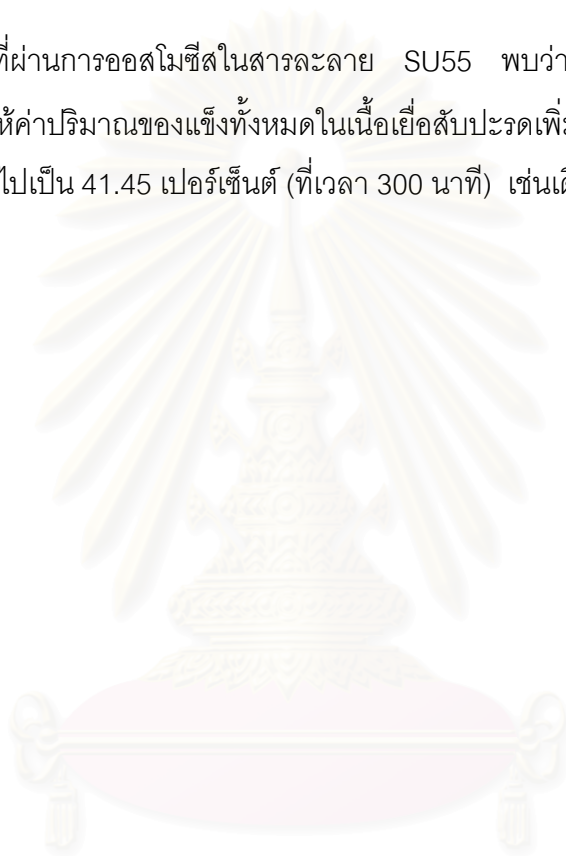 ที่ผ่านการออสโมซีสในสารละลาย SU55 พบว่า
ห้ค่าปริมาณของแข็งทั้งหมดในเนื้อเยื่อสับปะรดเพิ่ม
ไปเป็น 41.45 เปอร์เซ็นต์ (ที่เวลา 300 นาที) เช่นเดี